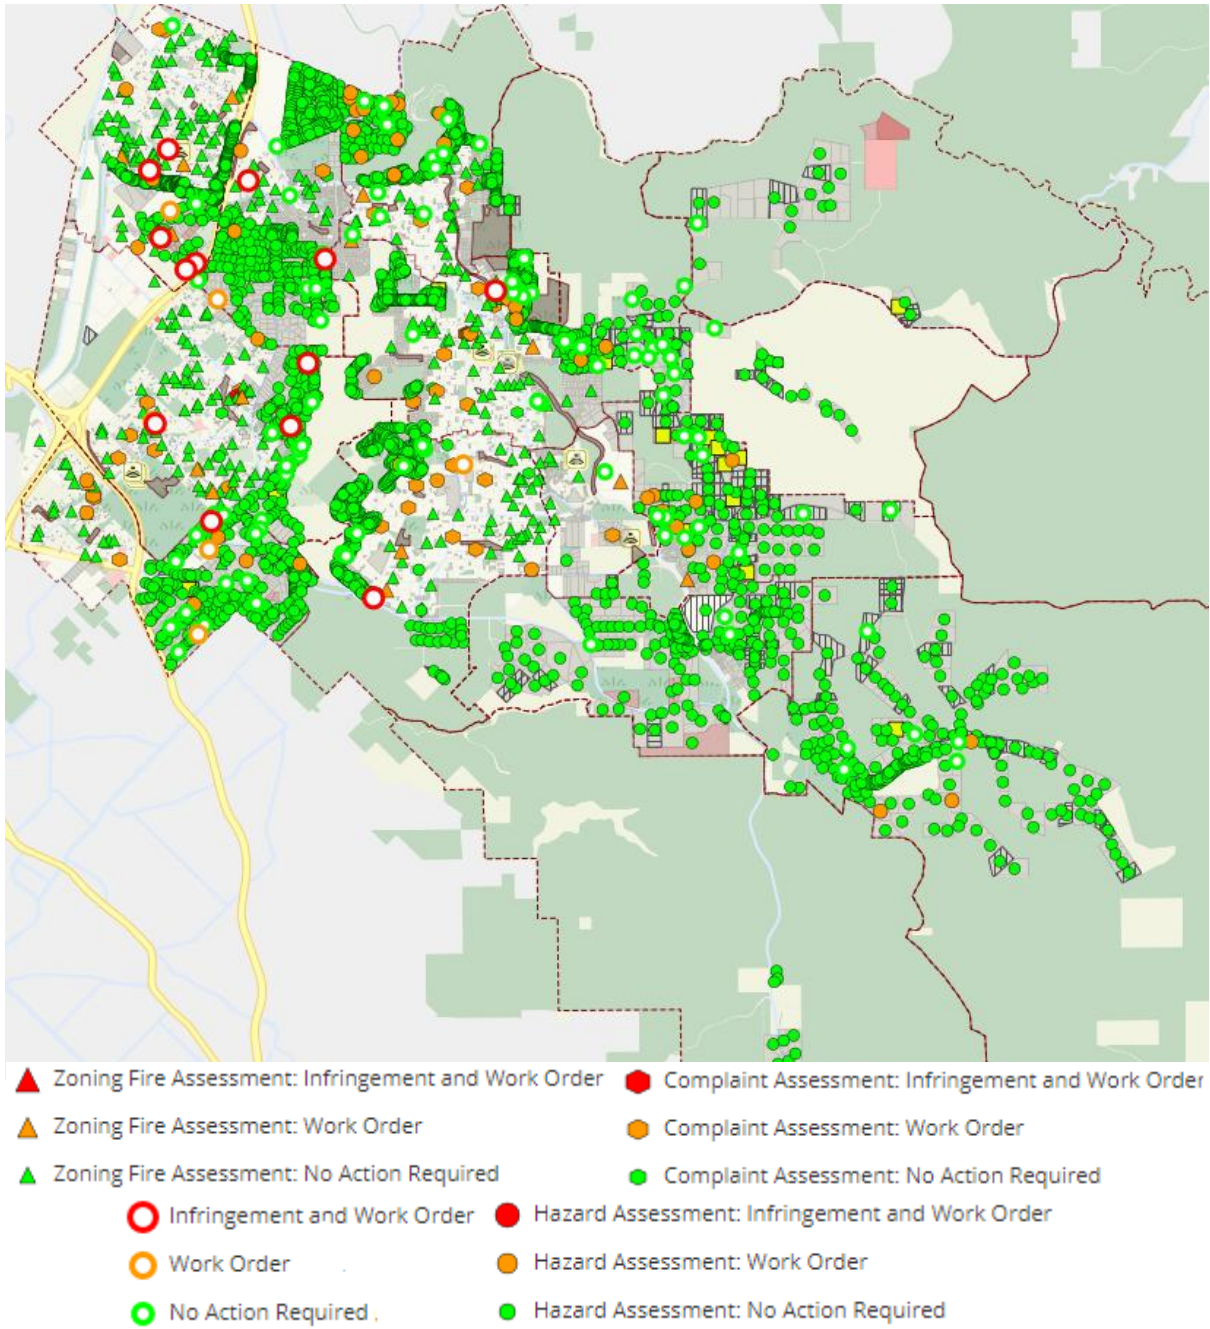 Zoning Fire Assessment: Infringement and Work Order
Complaint Assessment: Infringement and Work Order
Zoning Fire Assessment: Work Order
Complaint Assessment: Work Order
Zoning Fire Assessment: No Action Required
Complaint Assessment: No Action Required
Infringement and Work Order
Hazard Assessment: Infringement and Work Order
Work Order
Hazard Assessment: Work Order
No Action Required
Hazard Assessment: No Action Required